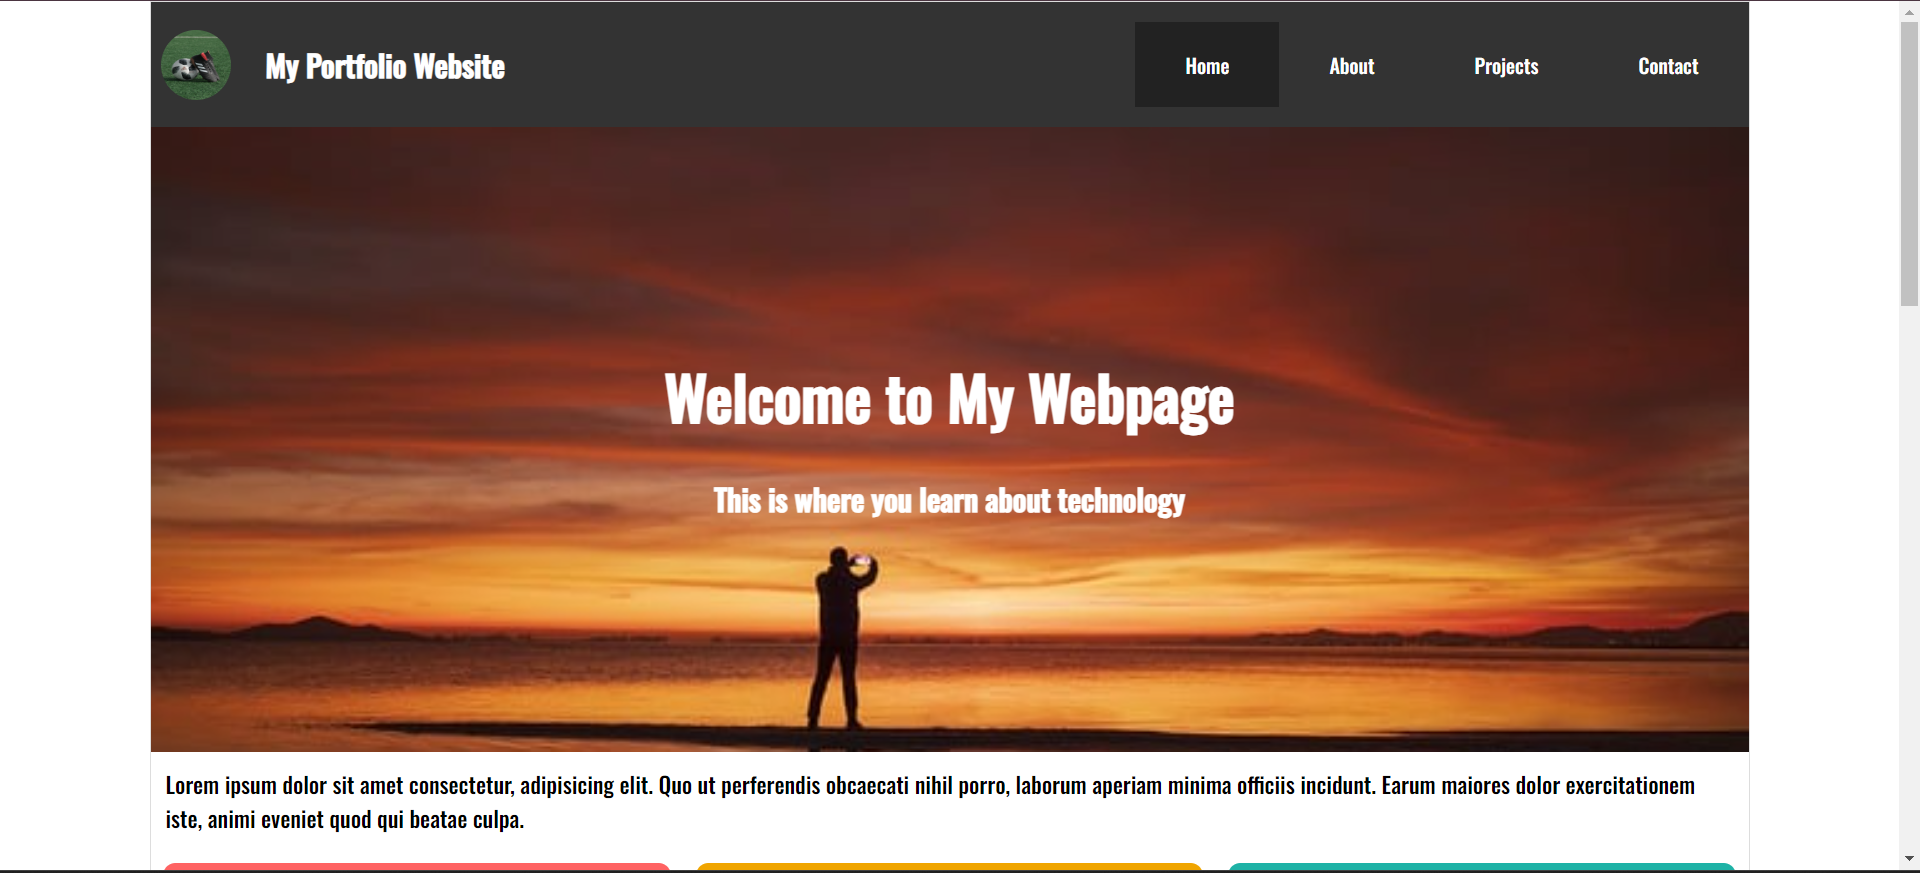 My Portfolio Website
Home
About
Projects
Contact
Welcome to My Webpage
This is where you learn about technology
Lorem ipsum dolor sit amet consectetur, adipisicing elit. Quo ut perferendis obcaecati nihil porro, laborum aperiam minima officiis incidunt. Earum maiores dolor exercitationem
iste, animi eveniet quod qui beatae culpa.